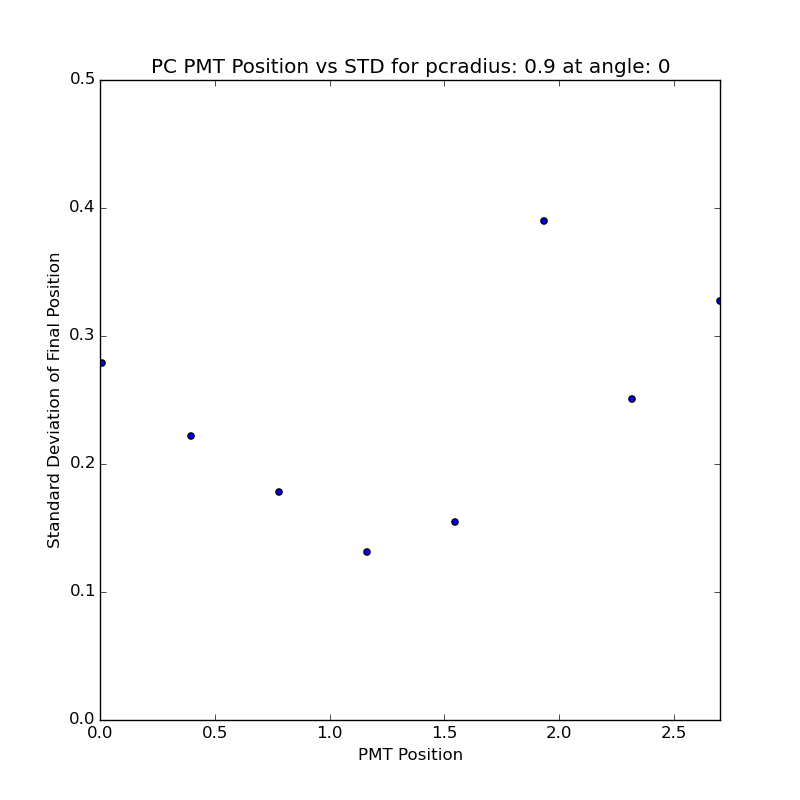 PC PMT Position vs STD for pcradius: 0.9 at angle: 0
0.5
0.4
0.3
0.2
0.1
0.0
Standard Deviation of Final Position
0.0 0.5 1.0 1.5 2.0 2.5
PMT Position